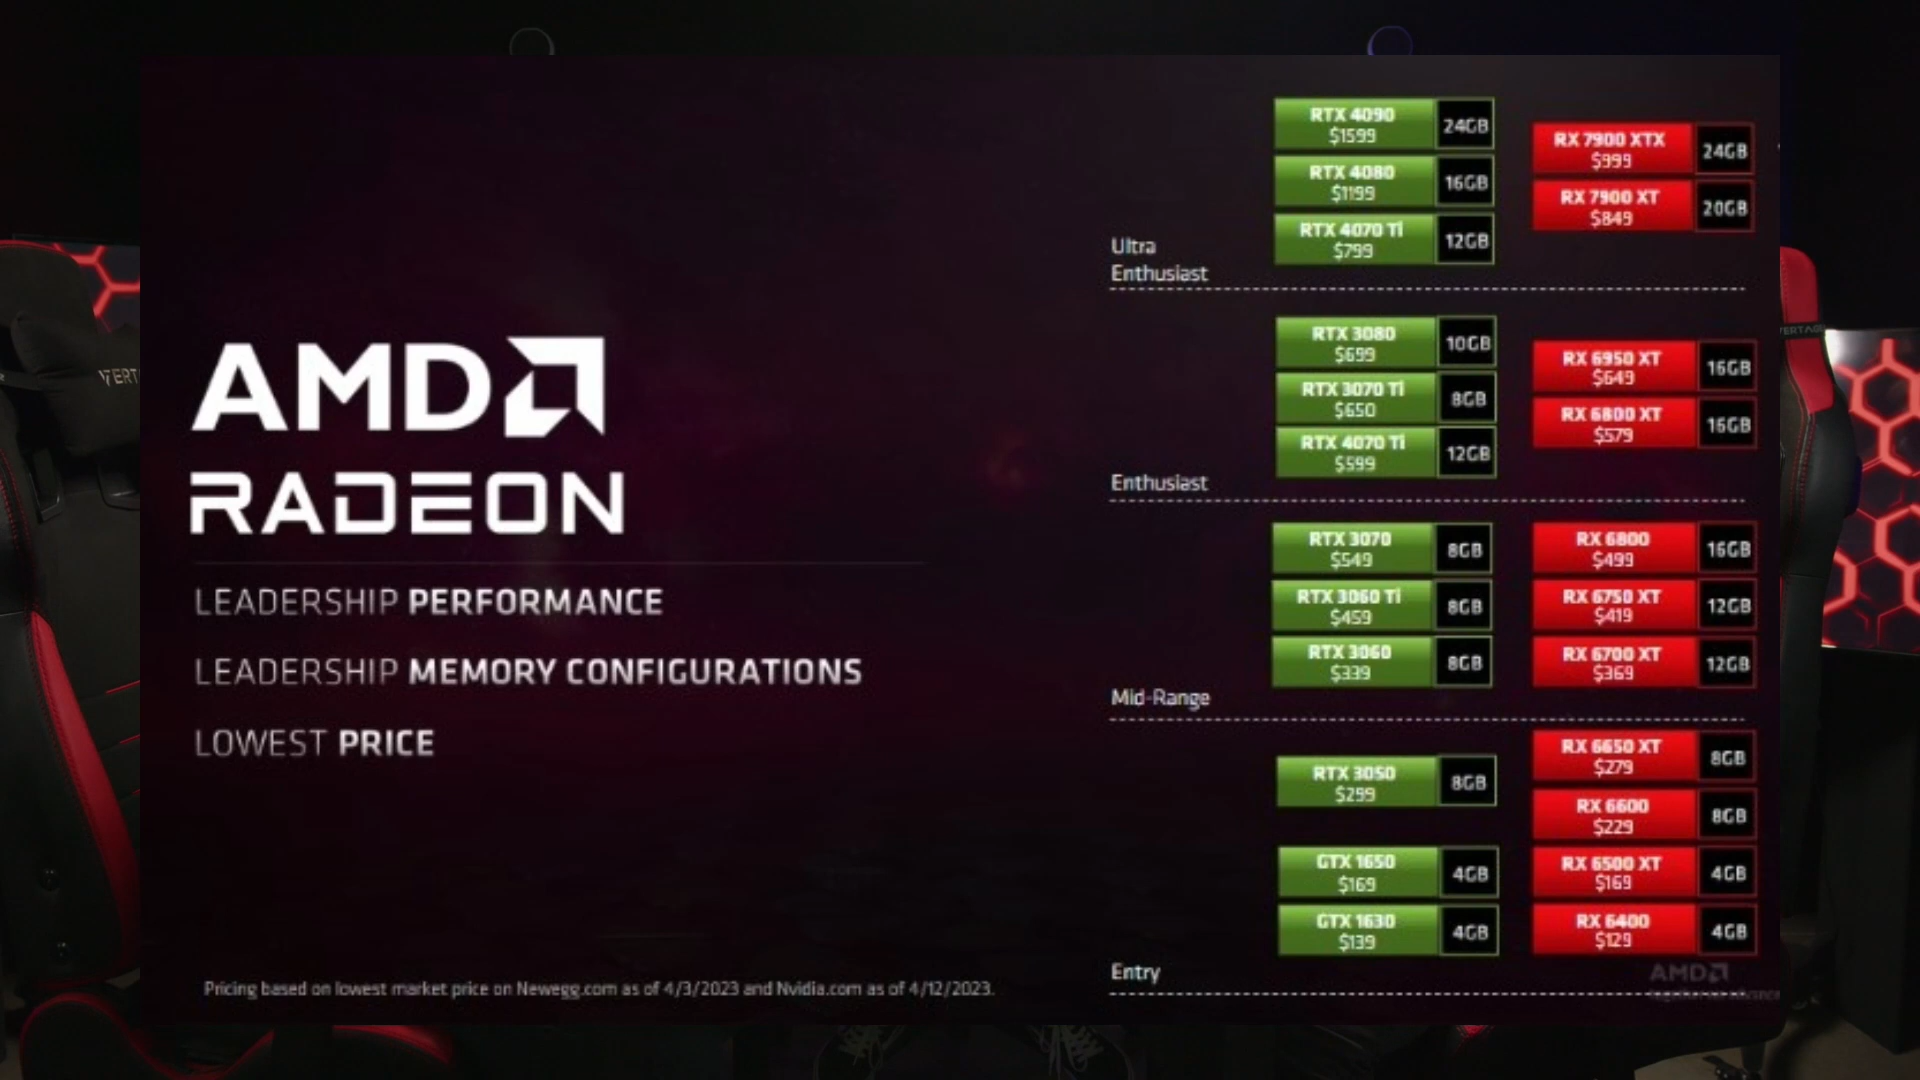 AMD
RADEON
LEADERSHIP PERFORMANCE
LEADERSHIP MEMORY CONFIGURATIONS
LOWEST PRICE
Pricing based on lowest market price on Newegg.com as of 4/3/2023 and Nvidia.com as of 4/12/2023.
Ultra
Enthusiast
RTX 4090
$1599
24GB
RTX 4080
$1199
16GB
RTX 4070 Ti
$799
12GB
RX 7900 XTX
$999
24GB
RX 7900 XT
$849
20GB
Enthusiast
RTX 3080
$699
10GB
RTX 3070 Ti
$650
8GB
RTX 4070 Ti
$599
12GB
RX 6950 XT
$649
16GB
RX 6800 XT
$579
16GB
Mid-Range
RTX 3070
$549
8GB
RTX 3060 Ti
$459
8GB
RTX 3060
$339
8GB
RX 6800
$499
16GB
RX 6750 XT
$419
12GB
RX 6700 XT
$369
12GB
Entry
RTX 3050
$299
8GB
GTX 1650
$169
4GB
GTX 1630
$139
4GB
RX 6650 XT
$279
8GB
RX 6600
$229
8GB
RX 6500 XT
$169
4GB
RX 6400
$129
4GB
AMD
VERTAG